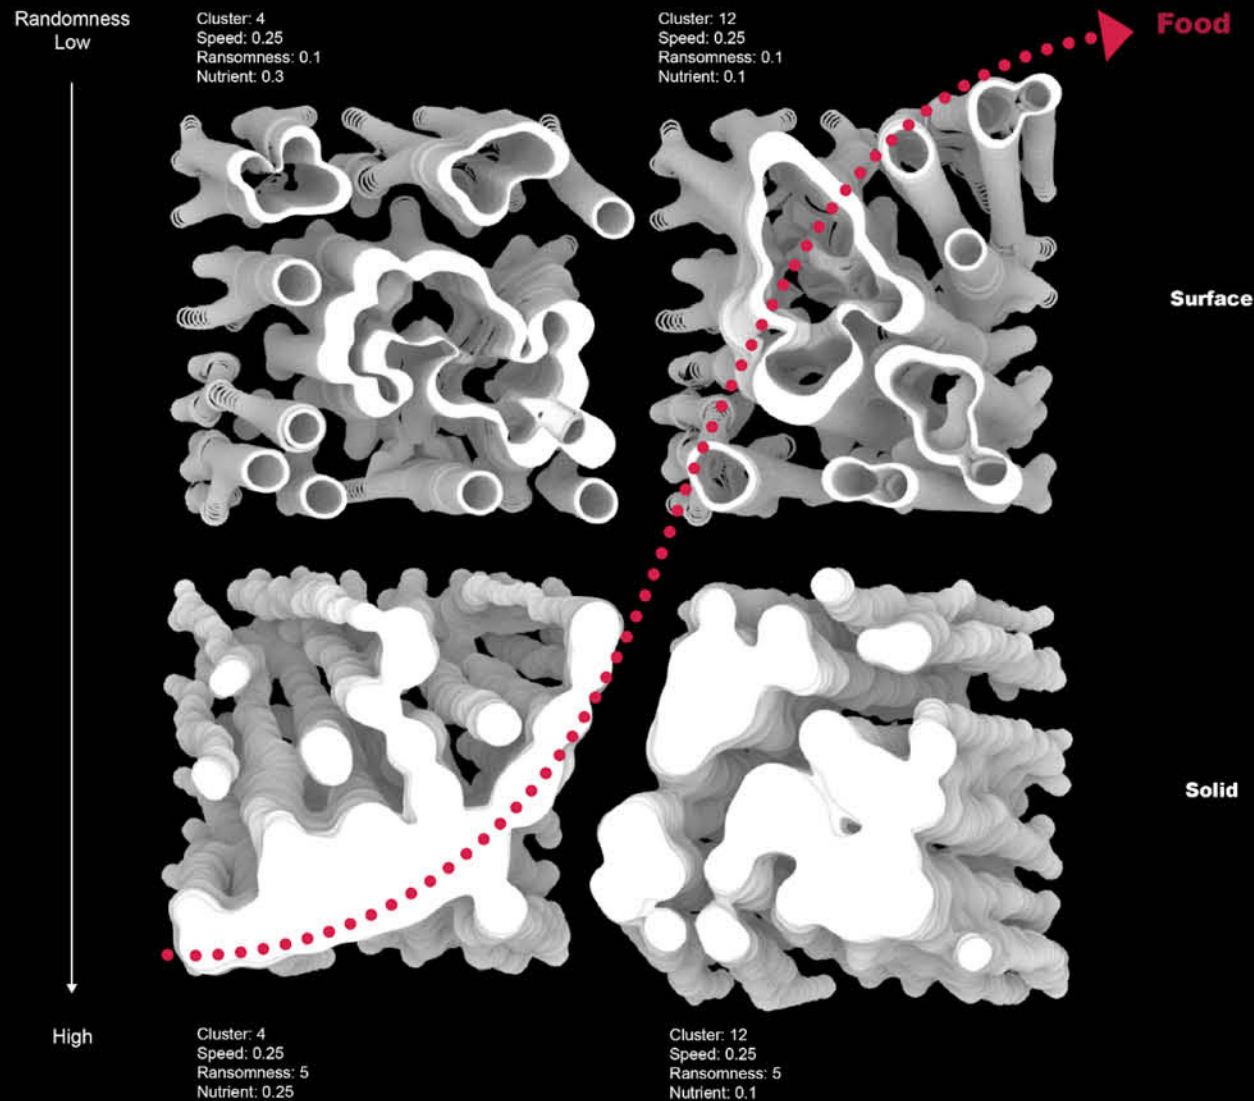 Randomness
Low
Cluster: 4
Speed: 0.25
Ransomness: 0.1
Nutrient: 0.3
Cluster: 12
Speed: 0.25
Ransomness: 0.1
Nutrient: 0.1
Food
Surface
Solid
High
Cluster: 4
Speed: 0.25
Ransomness: 5
Nutrient: 0.25
Cluster: 12
Speed: 0.25
Ransomness: 5
Nutrient: 0.1